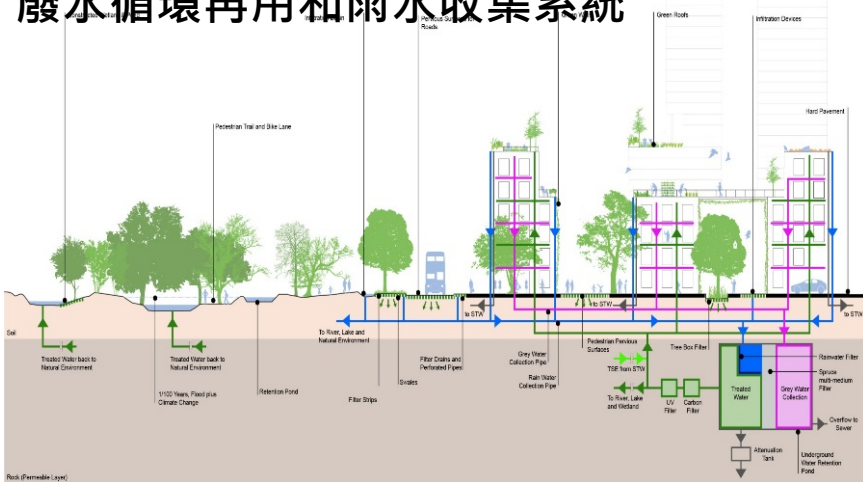 廢水循環再用和雨水收集系統
Green Roofs
Infiltration Devices
Roads
Hard Pavement
Pedestrian Trail and Bike Lane
Soil
to STW
to STW
to STW
to STW
To River, Lake and
Natural Environment
Treated Water back to
Natural Environment
Treated Water back to
Natural Environment
1/100 Years, Flood plus
Climate Change
Retention Pond
Filter Strips
Swales
Filter Drains and
Perforated Pipes
Grey Water
Collection Pipe
Rain Water
Collection Pipe
Pedestrian Pervious
Surfaces
TSE from STW
To River, Lake
and Wetland
Tree Box Filter
UV
Filter
Carbon
Filter
Treated
Water
Grey Water
Collection
Rainwater Filter
Spruce
multi-medium
Filter
Overflow to
Sewer
Attenuation
Tank
Underground
Water Retention
Pond
Rock (Permeable Layer)